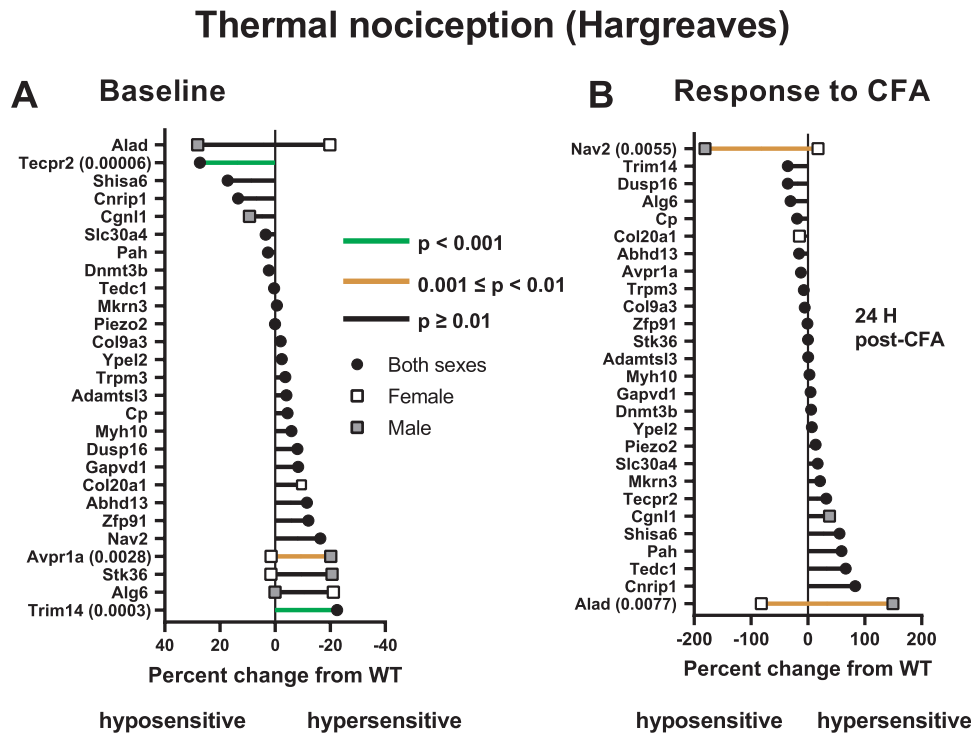 Thermal nociception (Hargreaves)
A Baseline
Alad
Tecpr2 (0.00006)
Shisa6
Cnrip1
Cgnl1
Slc30a4
Pah
Dnmt3b
Tedc1
Mkrn3
Piezo2
Col9a3
Ypel2
Trpm3
Adamtsl3
Cp
Myh10
Dusp16
Gapvd1
Col20a1
Abhd13
Zfp91
Nav2
Avpr1a (0.0028)
Stk36
Alg6
Trim14 (0.0003)
40 20 0 -20 -40
Percent change from WT
hyposensitive hypersensitive
p < 0.001
0.001 ≤ p < 0.01
p ≥ 0.01
Both sexes
Female
Male
B Response to CFA
Nav2 (0.0055)
Trim14
Dusp16
Alg6
Cp
Col20a1
Abhd13
Avpr1a
Trpm3
Col9a3
Zfp91
Stk36
Adamtsl3
Myh10
Gapvd1
Dnmt3b
Ypel2
Piezo2
Slc30a4
Mkrn3
Tecpr2
Cgnl1
Shisa6
Pah
Tedc1
Cnrip1
Alad (0.0077)
24 H
post-CFA
-200 -100 0 100 200
Percent change from WT
hyposensitive hypersensitive